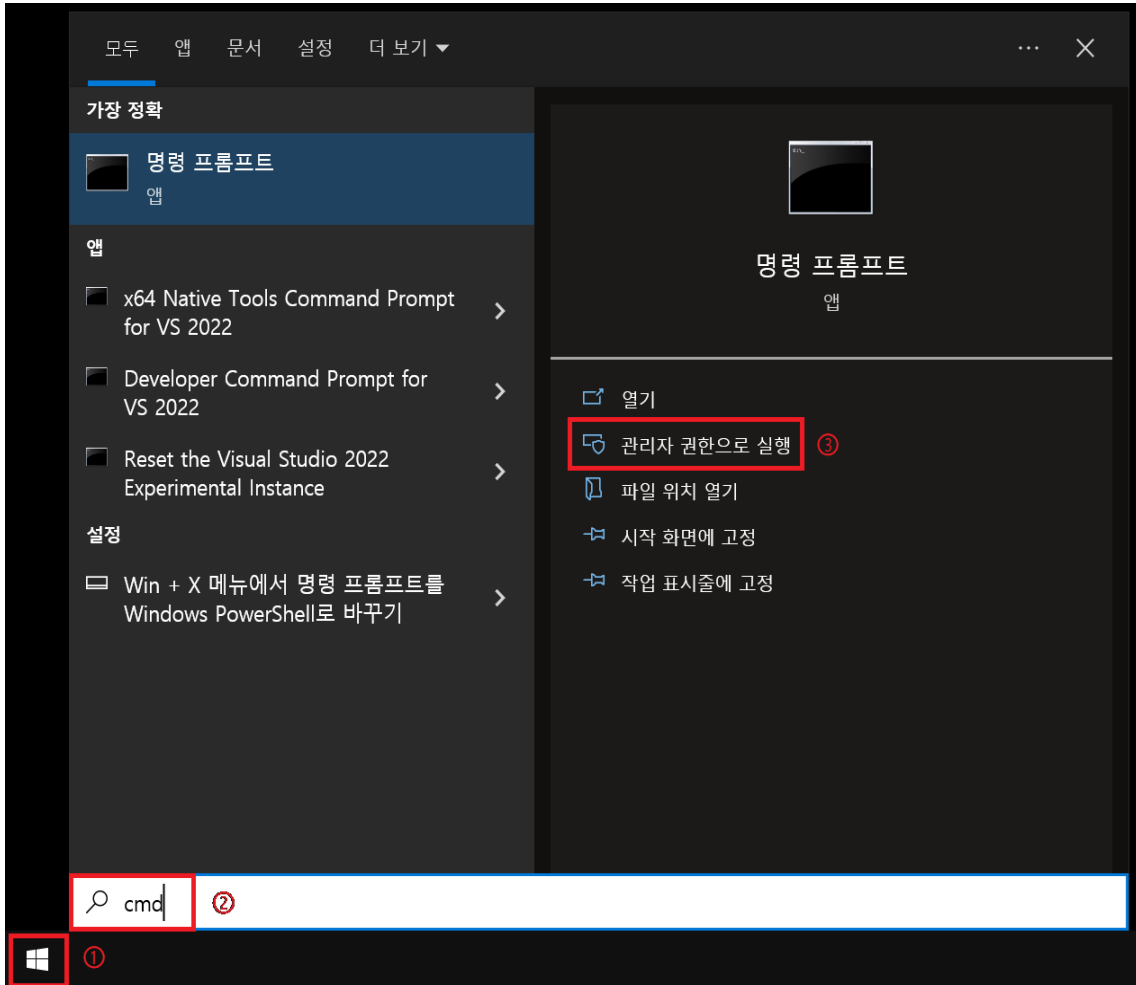 모두 앱 문서 설정 더 보기
가장 정확
명령 프롬프트
앱
앱
x64 Native Tools Command Prompt
for VS 2022
Developer Command Prompt for
VS 2022
Reset the Visual Studio 2022
Experimental Instance
설정
Win + X 메뉴에서 명령 프롬프트를
Windows PowerShell로 바꾸기
명령 프롬프트
앱
열기
관리자 권한으로 실행 ③
파일 위치 열기
시작 화면에 고정
작업 표시줄에 고정
cmd ②
①